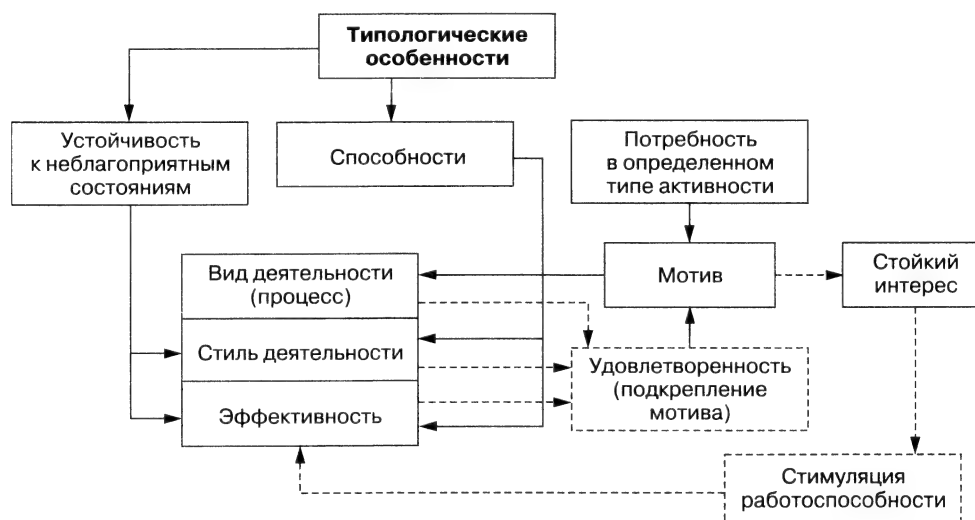 Типологические
особенности
Устойчивость
к неблагоприятным
состояниям
Способности
Потребность
в определенном
типе активности
Вид деятельности
(процесс)
Мотив
Стойкий
интерес
Стиль деятельности
Удовлетворенность
(подкрепление
мотива)
Эффективность
Стимуляция
работоспособности